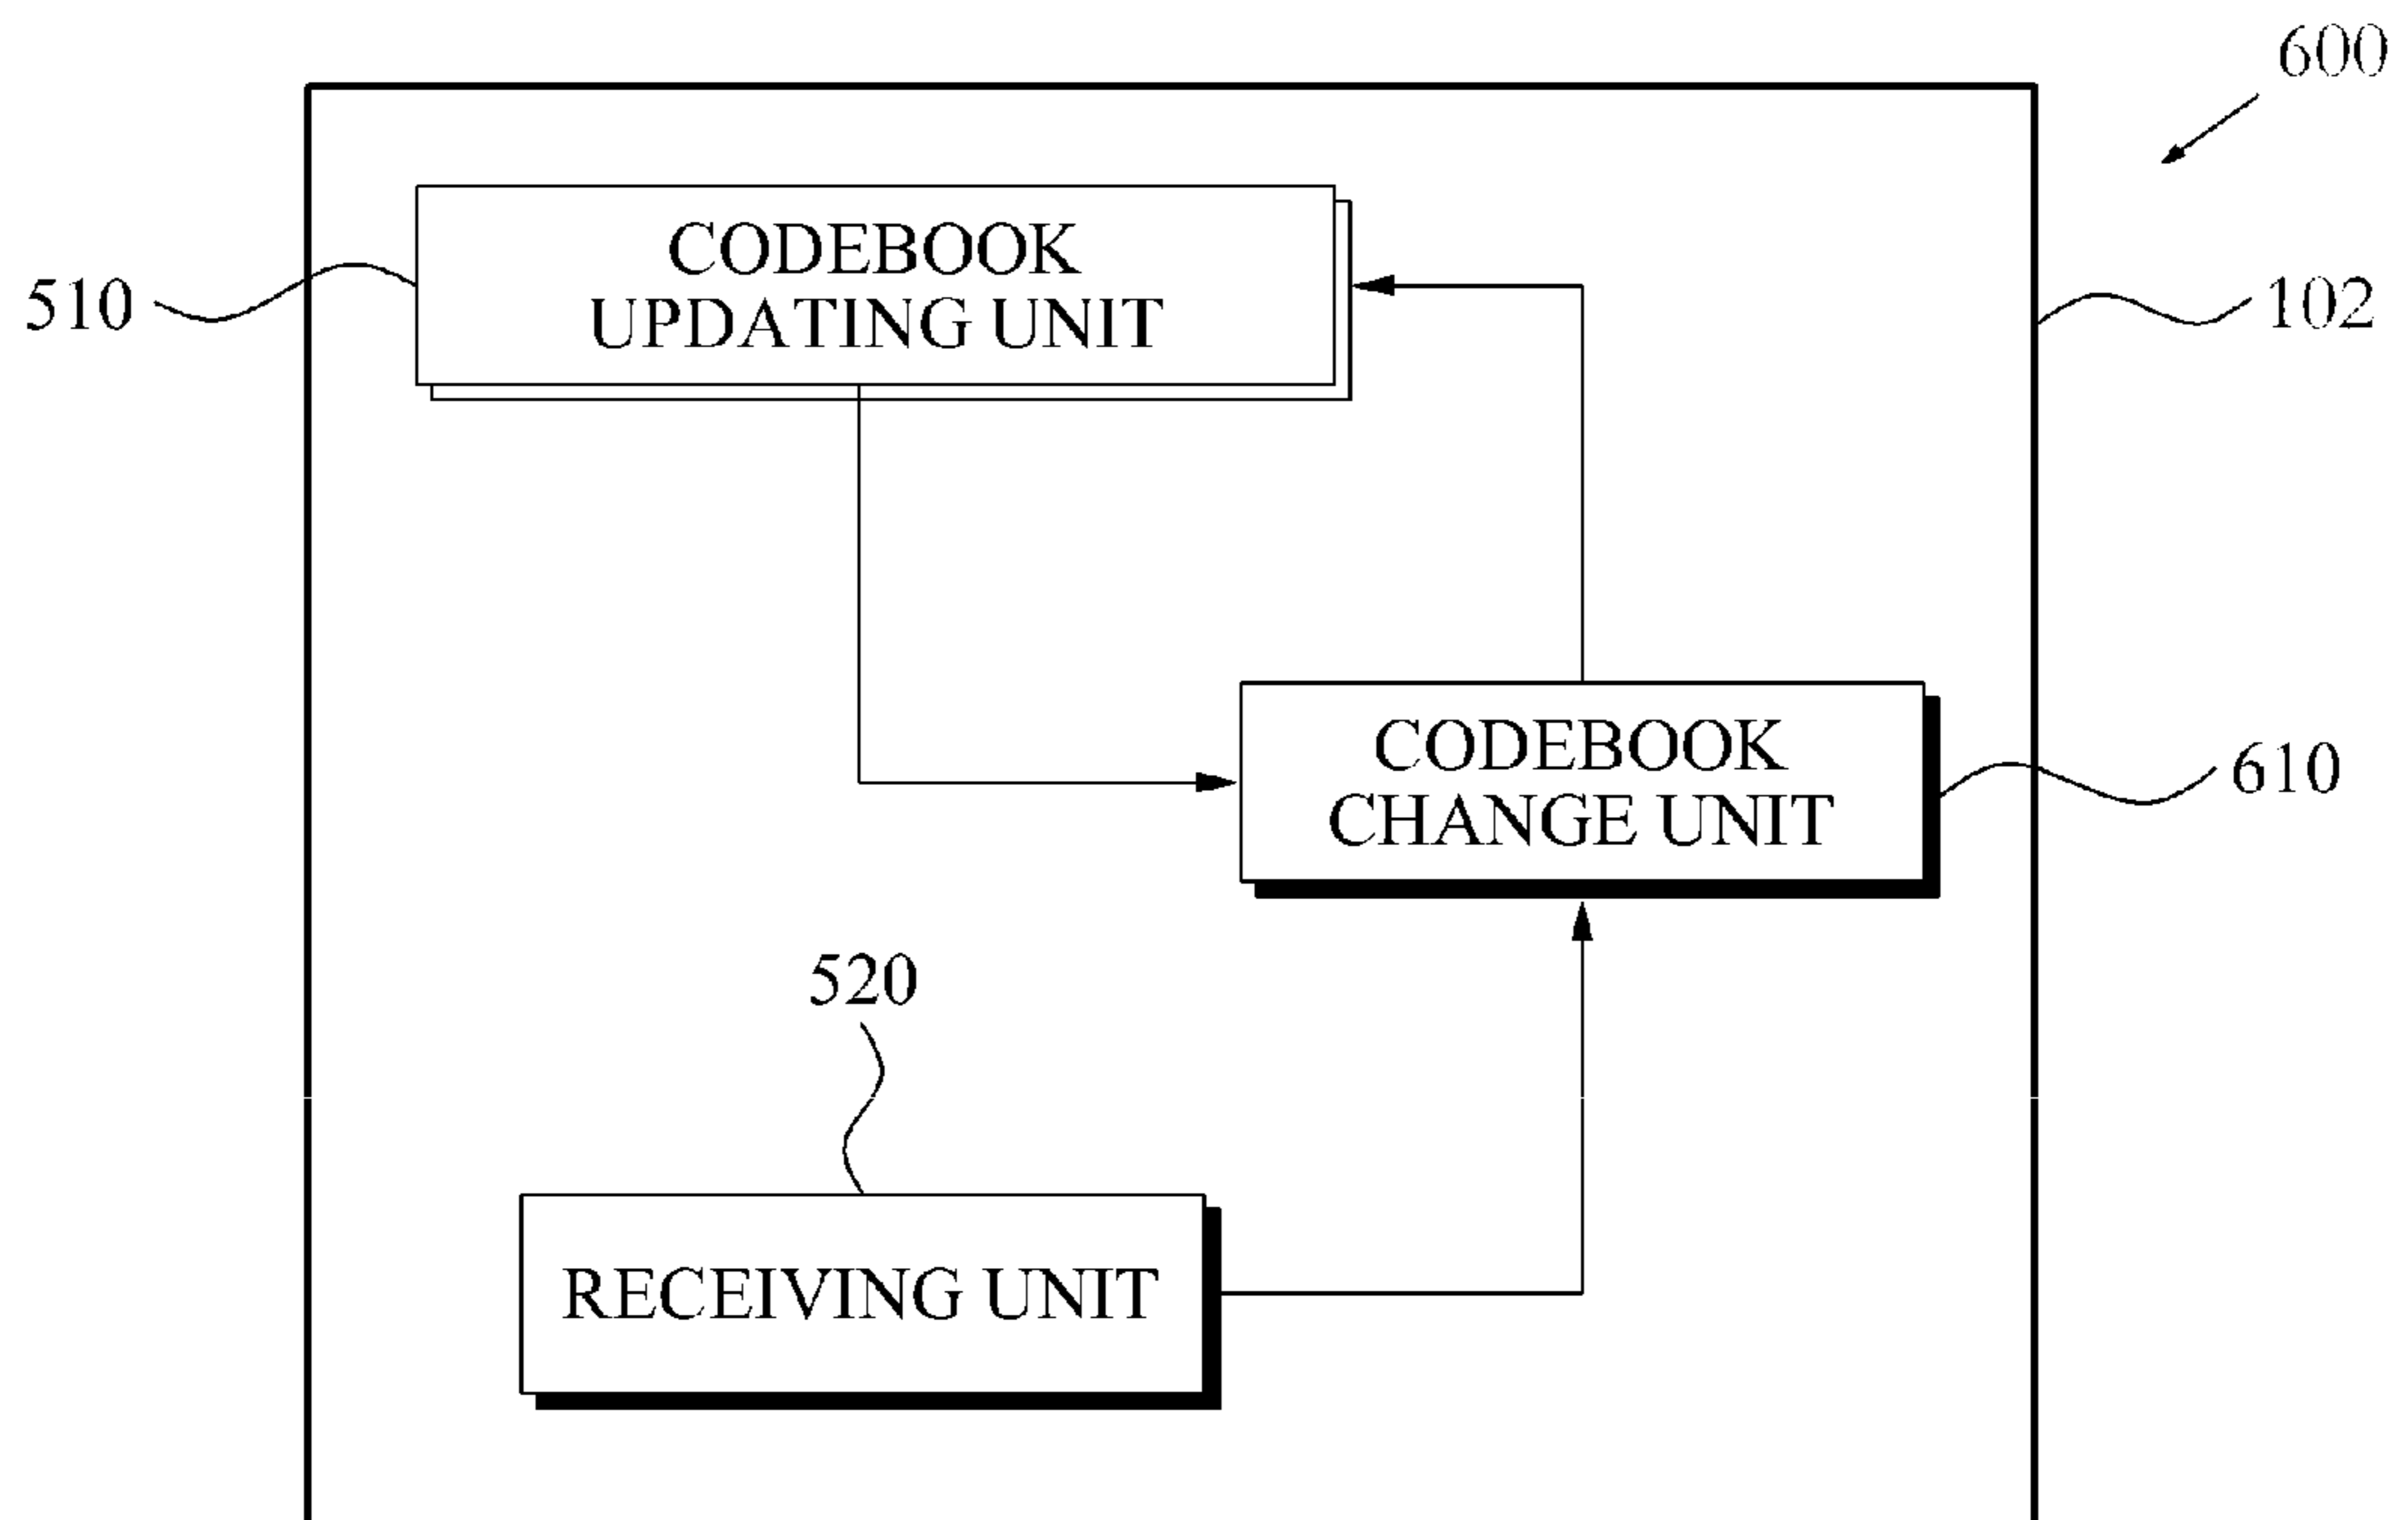 600
CODEBOOK
UPDATING UNIT
510
102
CODEBOOK
CHANGE UNIT
610
520
RECEIVING UNIT